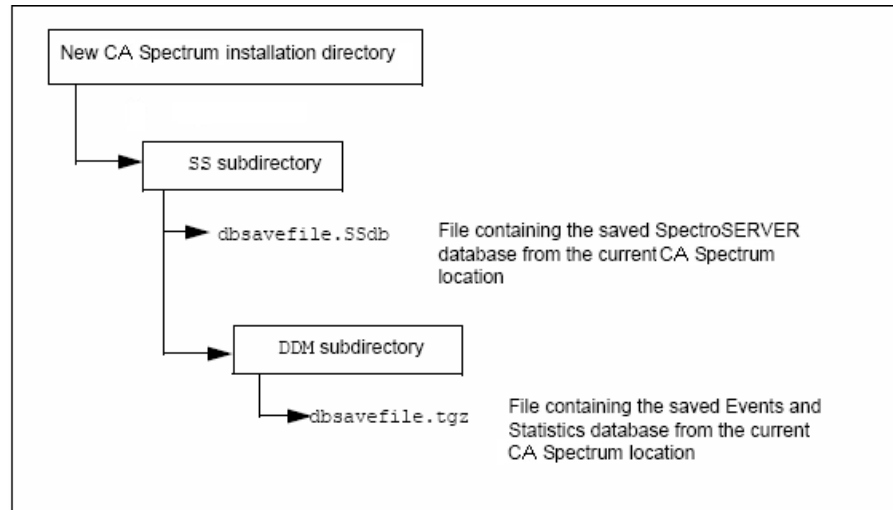 New CA Spectrum installation directory
SS subdirectory
dbsavefile.SSdb
File containing the saved SpectroSERVER
database from the current CA Spectrum
location
DDM subdirectory
dbsavefile.tgz
File containing the saved Events and
Statistics database from the current
CA Spectrum location